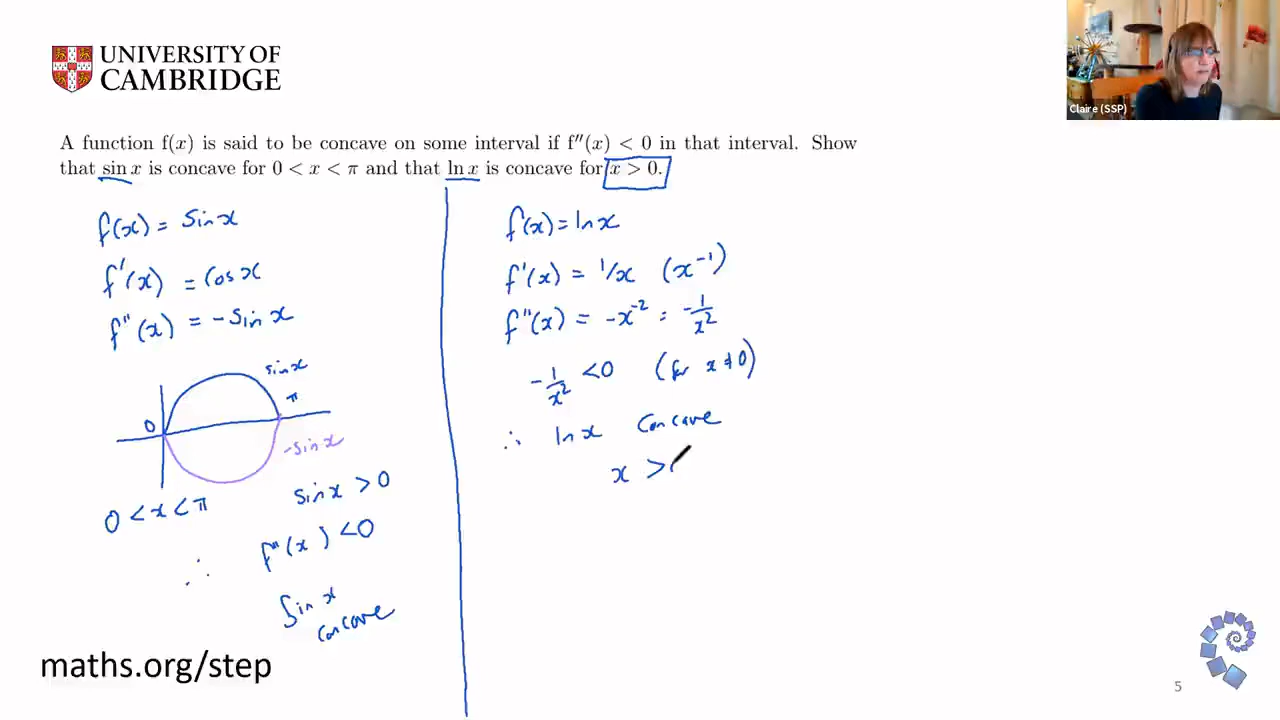 UNIVERSITY OF
CAMBRIDGE
Claire (SSP)
A function f(x) is said to be concave on some interval if f″(x) < 0 in that interval. Show
that sin x is concave for 0 < x < π and that ln x is concave for x > 0.
f(x) = Sin x
f'(x) = Cos x
f"(x) = -Sin x
sin x
π
0
-sin x
0 < x < π
sin x > 0
∴ f"(x) < 0
Sin x
concave
f(x) = ln x
f'(x) = 1/x (x⁻¹)
f"(x) = -x⁻² = -1/x²
-1/x² < 0 (for x ≠ 0)
∴ ln x Concave
x >
maths.org/step
5